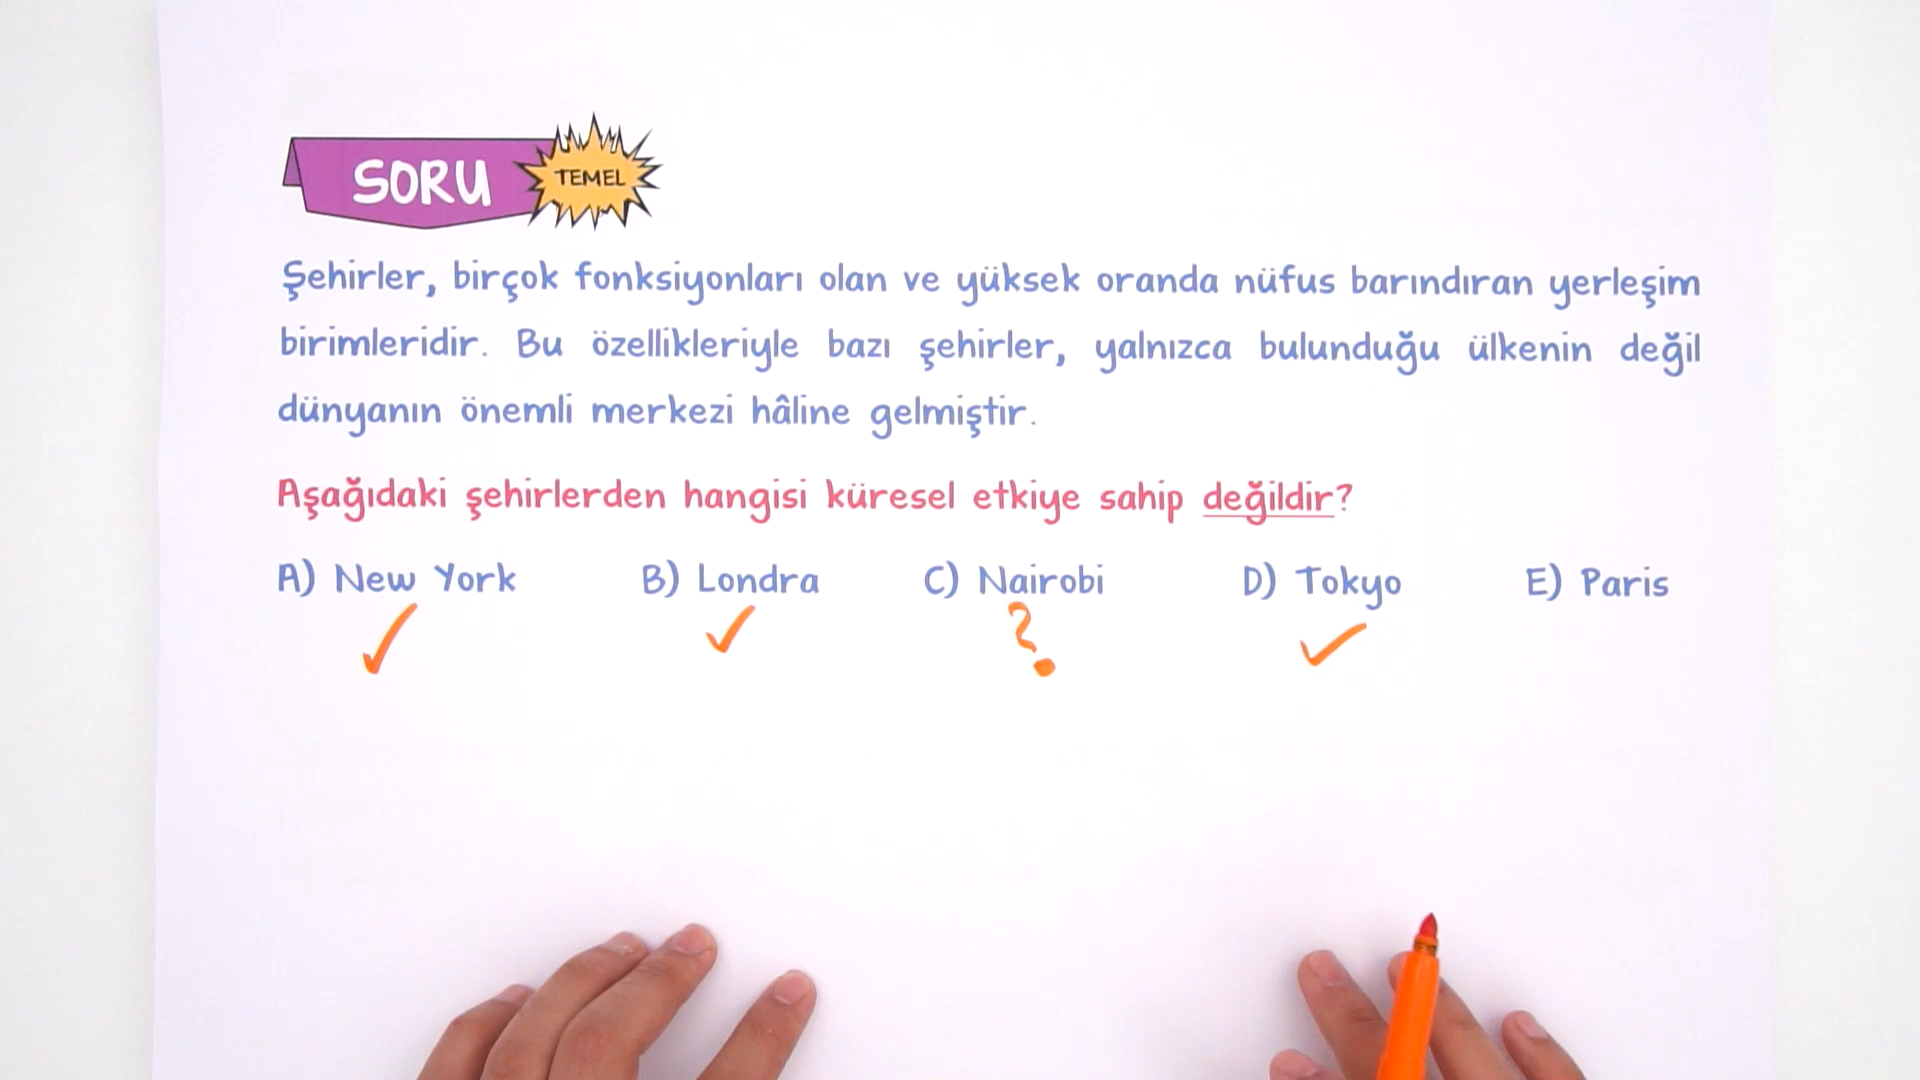 SORU TEMEL
Şehirler, birçok fonksiyonları olan ve yüksek oranda nüfus barındıran yerleşim
birimleridir. Bu özellikleriyle bazı şehirler, yalnızca bulunduğu ülkenin değil
dünyanın önemli merkezi hâline gelmiştir.
Aşağıdaki şehirlerden hangisi küresel etkiye sahip değildir?
A) New York B) Londra C) Nairobi D) Tokyo E) Paris
?